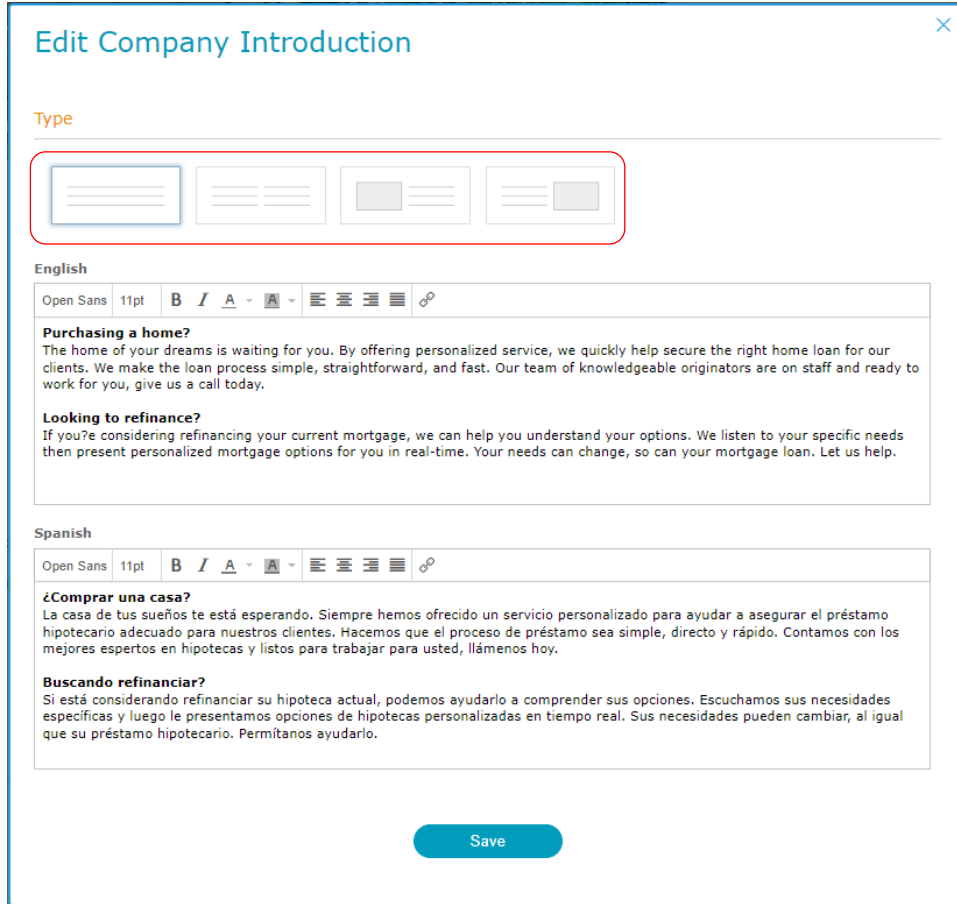 Edit Company Introduction
Type
English
Open Sans 11pt B I A A
Purchasing a home?
The home of your dreams is waiting for you. By offering personalized service, we quickly help secure the right home loan for our
clients. We make the loan process simple, straightforward, and fast. Our team of knowledgeable originators are on staff and ready to
work for you, give us a call today.
Looking to refinance?
If you?e considering refinancing your current mortgage, we can help you understand your options. We listen to your specific needs
then present personalized mortgage options for you in real-time. Your needs can change, so can your mortgage loan. Let us help.
Spanish
Open Sans 11pt B I A A
¿Comprar una casa?
La casa de tus sueños te está esperando. Siempre hemos ofrecido un servicio personalizado para ayudar a asegurar el préstamo
hipotecario adecuado para nuestros clientes. Hacemos que el proceso de préstamo sea simple, directo y rápido. Contamos con los
mejores espertos en hipotecas y listos para trabajar para usted, llámenos hoy.
Buscando refinanciar?
Si está considerando refinanciar su hipoteca actual, podemos ayudarlo a comprender sus opciones. Escuchamos sus necesidades
específicas y luego le presentamos opciones de hipotecas personalizadas en tiempo real. Sus necesidades pueden cambiar, al igual
que su préstamo hipotecario. Permítanos ayudarlo.
Save